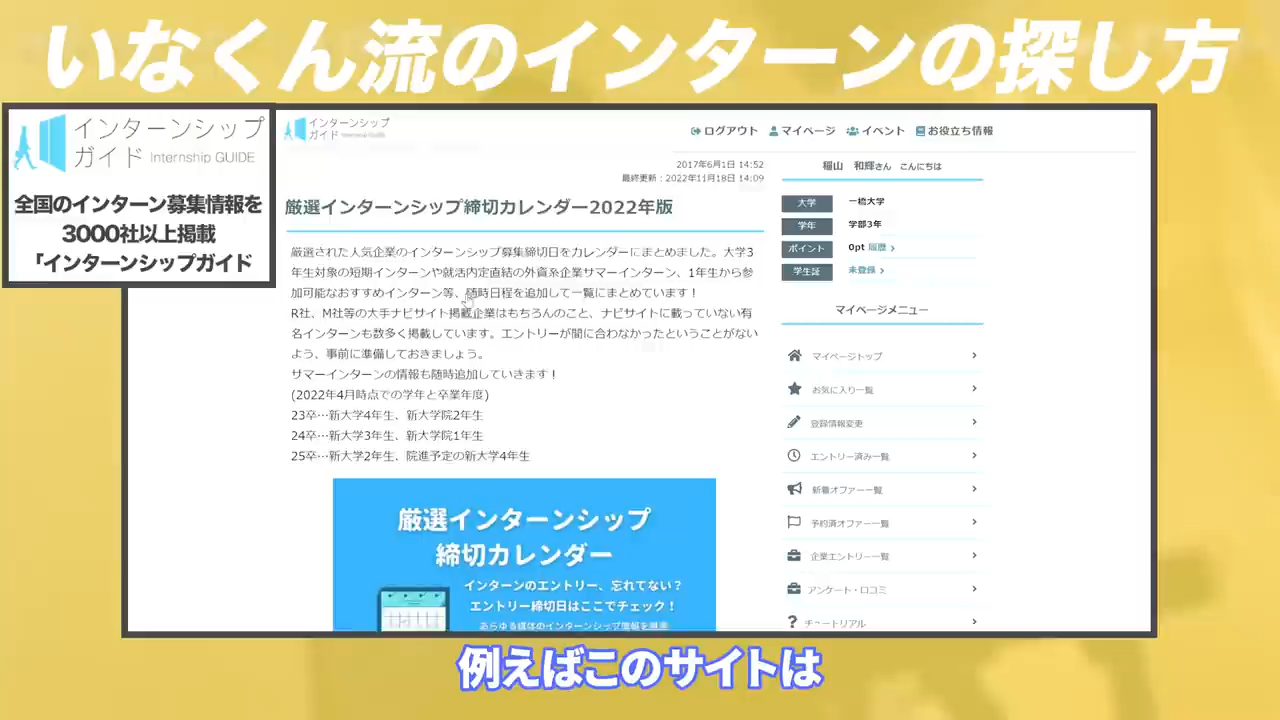 いなくん流のインターンの探し方
インターンシップ
ガイド Internship GUIDE
全国のインターン募集情報を
3000社以上掲載
「インターンシップガイド
インターンシップ
ガイド Internship Guide
ログアウト マイページ イベント お役立ち情報
2017年6月1日 14:52
最終更新：2022年11月18日 14:09
厳選インターンシップ締切カレンダー2022年版
厳選された人気企業のインターンシップ募集締切日をカレンダーにまとめました。大学3
年生対象の短期インターンや就活内定直結の外資系企業サマーインターン、1年生から参
加可能なおすすめインターン等、随時日程を追加して一覧にまとめています！
R社、M社等の大手ナビサイト掲載企業はもちろんのこと、ナビサイトに載っていない有
名インターンも数多く掲載しています。エントリーが間に合わなかったということがない
よう、事前に準備しておきましょう。
サマーインターンの情報も随時追加していきます！
(2022年4月時点での学年と卒業年度)
23卒…新大学4年生、新大学院2年生
24卒…新大学3年生、新大学院1年生
25卒…新大学2年生、院進予定の新大学4年生
厳選インターンシップ
締切カレンダー
インターンのエントリー、忘れてない？
エントリー締切日はここでチェック！
あらゆる媒体のインターンシップ情報を厳選
稲山 和輝さん こんにちは
大学 一橋大学
学年 学部3年
ポイント 0pt 履歴
学生証 未登録
マイページメニュー
マイページトップ
お気に入り一覧
登録情報変更
エントリー済み一覧
新着オファー一覧
予約済オファー一覧
企業エントリー一覧
アンケート・口コミ
チュートリアル
例えばこのサイトは